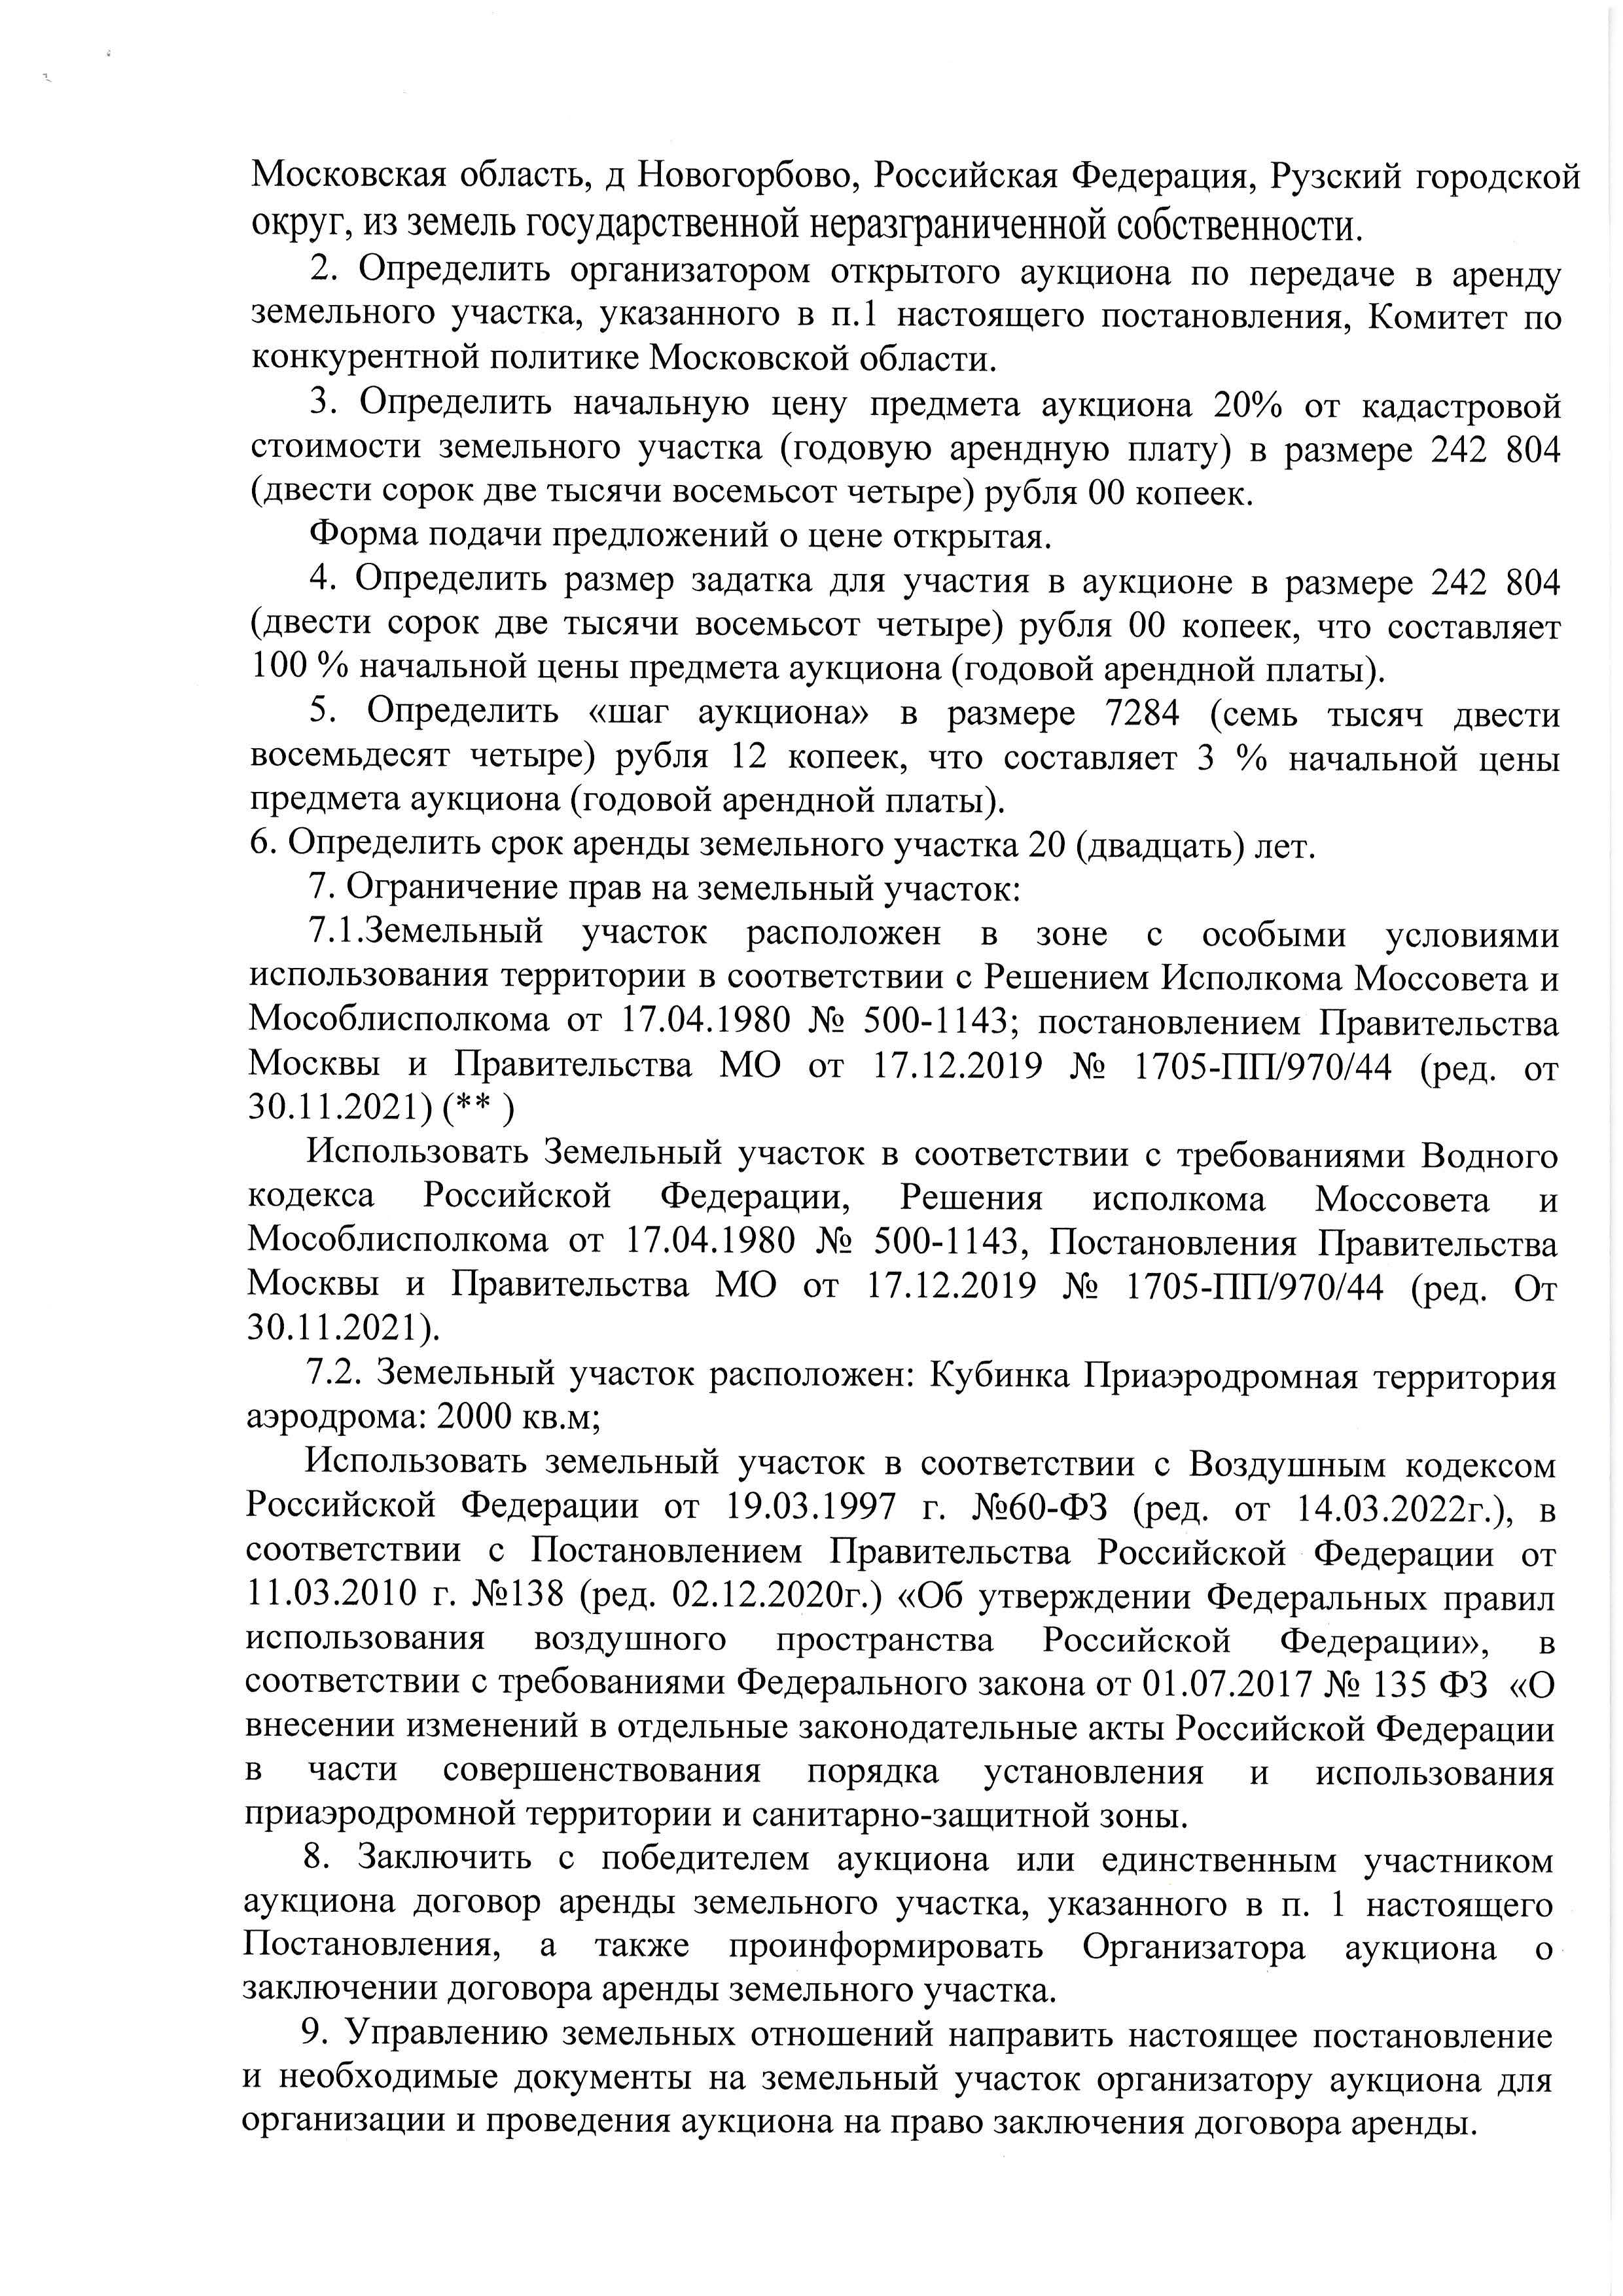 Московская область, д Новогорбово, Российская Федерация, Рузский городской
округ, из земель государственной неразграниченной собственности.
2. Определить организатором открытого аукциона по передаче в аренду
земельного участка, указанного в п.1 настоящего постановления, Комитет по
конкурентной политике Московской области.
3. Определить начальную цену предмета аукциона 20% от кадастровой
стоимости земельного участка (годовую арендную плату) в размере 242 804
(двести сорок две тысячи восемьсот четыре) рубля 00 копеек.
Форма подачи предложений о цене открытая.
4. Определить размер задатка для участия в аукционе в размере 242 804
(двести сорок две тысячи восемьсот четыре) рубля 00 копеек, что составляет
100 % начальной цены предмета аукциона (годовой арендной платы).
5. Определить «шаг аукциона» в размере 7284 (семь тысяч двести
восемьдесят четыре) рубля 12 копеек, что составляет 3 % начальной цены
предмета аукциона (годовой арендной платы).
6. Определить срок аренды земельного участка 20 (двадцать) лет.
7. Ограничение прав на земельный участок:
7.1.Земельный участок расположен в зоне с особыми условиями
использования территории в соответствии с Решением Исполкома Моссовета и
Мособлисполкома от 17.04.1980 № 500-1143; постановлением Правительства
Москвы и Правительства МО от 17.12.2019 № 1705-ПП/970/44 (ред. от
30.11.2021) (** )
Использовать Земельный участок в соответствии с требованиями Водного
кодекса Российской Федерации, Решения исполкома Моссовета и
Мособлисполкома от 17.04.1980 № 500-1143, Постановления Правительства
Москвы и Правительства МО от 17.12.2019 № 1705-ПП/970/44 (ред. От
30.11.2021).
7.2. Земельный участок расположен: Кубинка Приаэродромная территория
аэродрома: 2000 кв.м;
Использовать земельный участок в соответствии с Воздушным кодексом
Российской Федерации от 19.03.1997 г. №60-ФЗ (ред. от 14.03.2022г.), в
соответствии с Постановлением Правительства Российской Федерации от
11.03.2010 г. №138 (ред. 02.12.2020г.) «Об утверждении Федеральных правил
использования воздушного пространства Российской Федерации», в
соответствии с требованиями Федерального закона от 01.07.2017 № 135 ФЗ «О
внесении изменений в отдельные законодательные акты Российской Федерации
в части совершенствования порядка установления и использования
приаэродромной территории и санитарно-защитной зоны.
8. Заключить с победителем аукциона или единственным участником
аукциона договор аренды земельного участка, указанного в п. 1 настоящего
Постановления, а также проинформировать Организатора аукциона о
заключении договора аренды земельного участка.
9. Управлению земельных отношений направить настоящее постановление
и необходимые документы на земельный участок организатору аукциона для
организации и проведения аукциона на право заключения договора аренды.